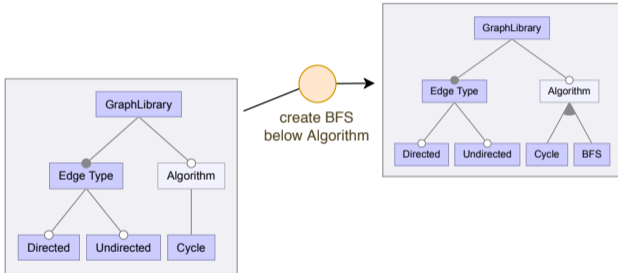 GraphLibrary
Edge Type Algorithm
Directed Undirected Cycle
create BFS
below Algorithm
GraphLibrary
Edge Type Algorithm
Directed Undirected Cycle BFS